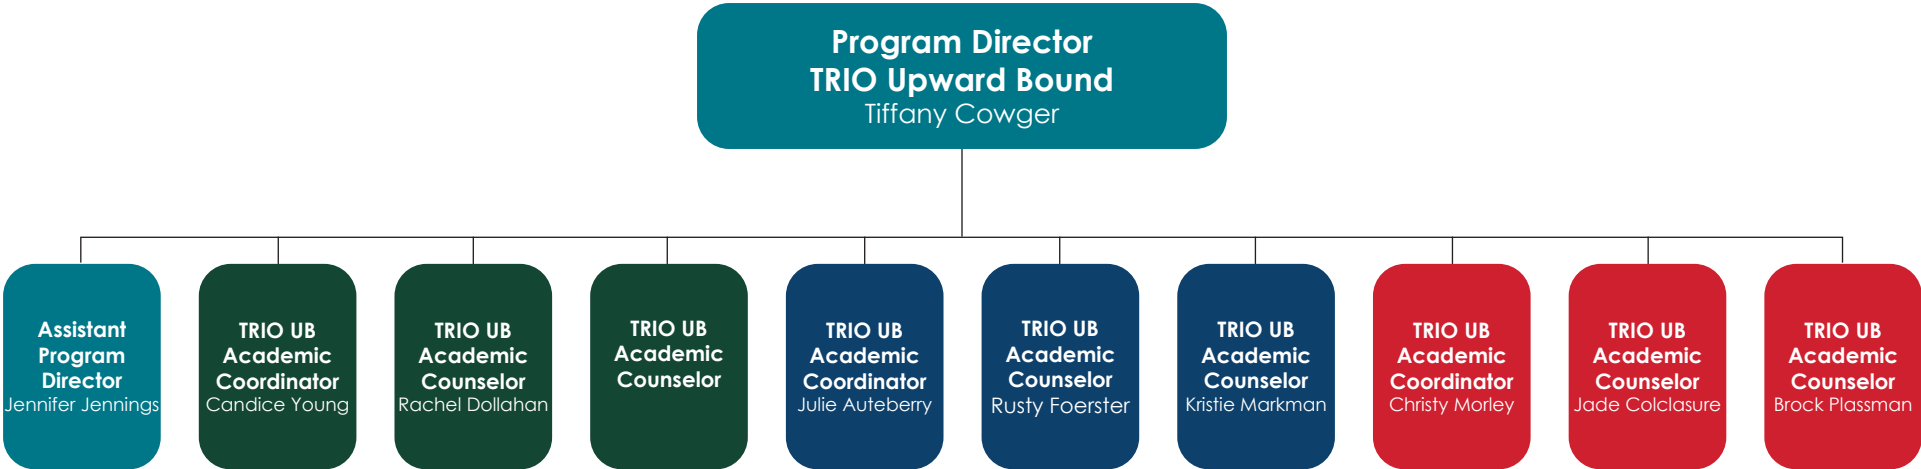 Program Director
TRIO Upward Bound
Tiffany Cowger
Assistant
Program
Director
Jennifer Jennings
TRIO UB
Academic
Coordinator
Candice Young
TRIO UB
Academic
Counselor
Rachel Dollahan
TRIO UB
Academic
Counselor
TRIO UB
Academic
Coordinator
Julie Auteberry
TRIO UB
Academic
Counselor
Rusty Foerster
TRIO UB
Academic
Counselor
Kristie Markman
TRIO UB
Academic
Coordinator
Christy Morley
TRIO UB
Academic
Counselor
Jade Colclasure
TRIO UB
Academic
Counselor
Brock Plassman